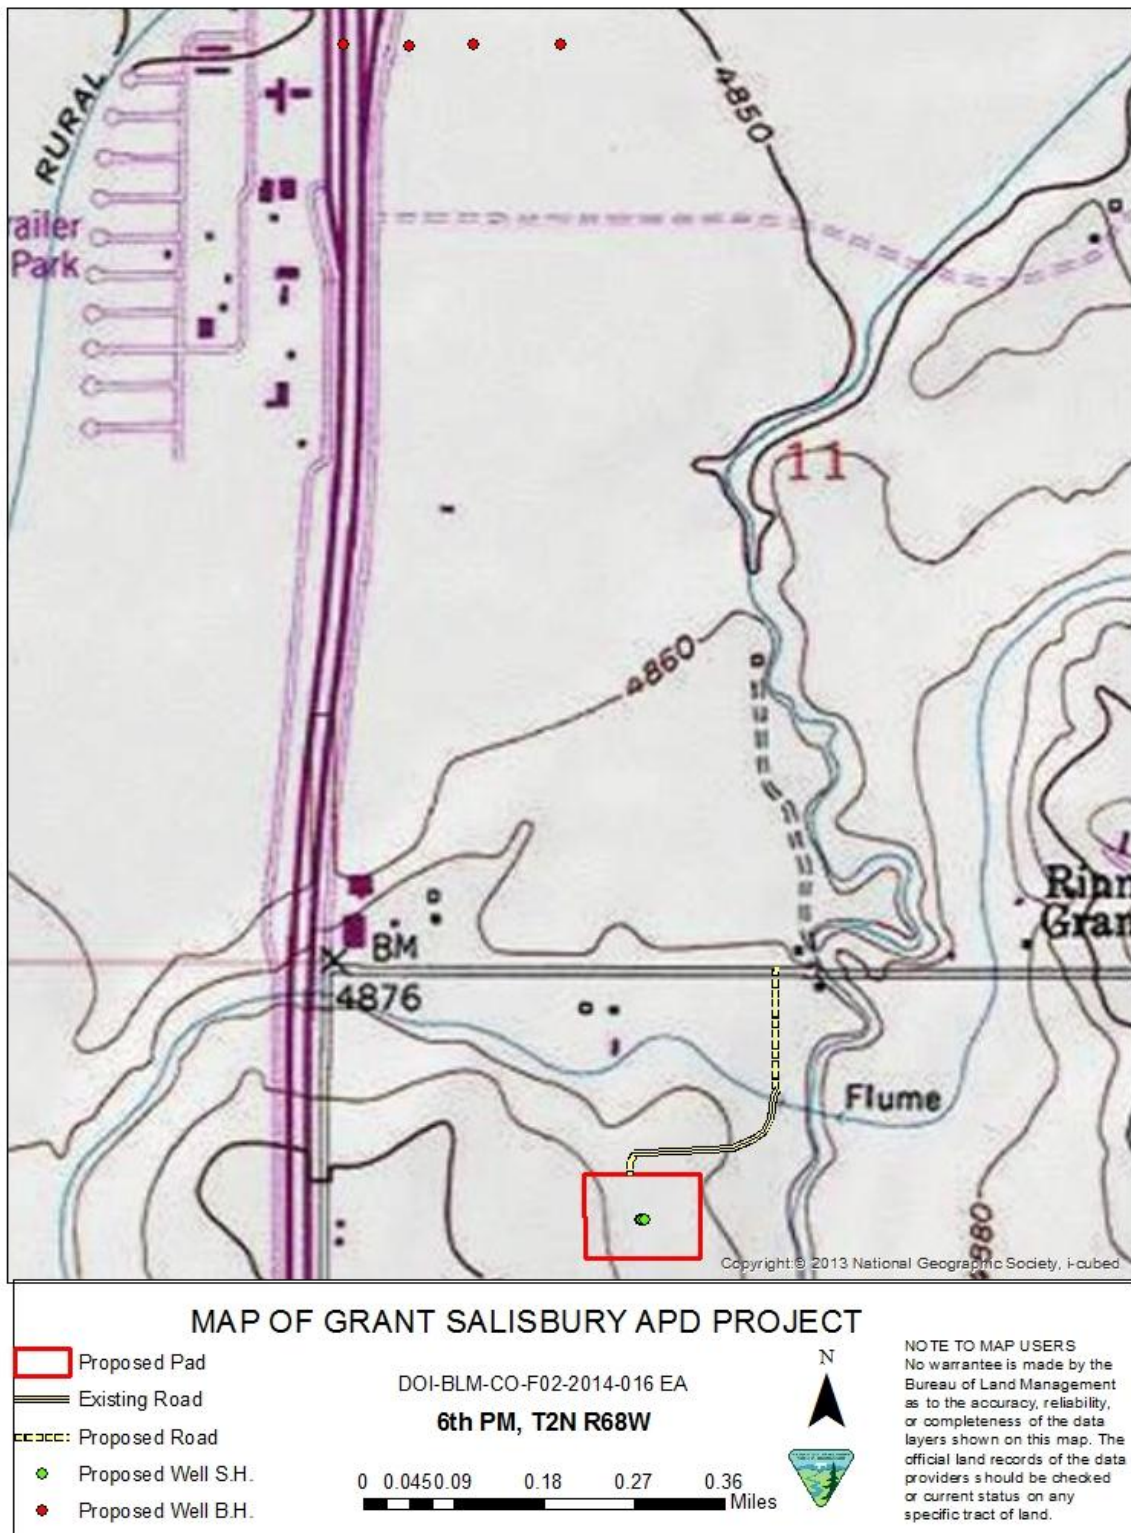 RURAL
4850
railer
Park
11
4860
Rinn
Gran
BM
4876
Flume
4880
Copyright:© 2013 National Geographic Society, i-cubed
MAP OF GRANT SALISBURY APD PROJECT
Proposed Pad
Existing Road
Proposed Road
Proposed Well S.H.
Proposed Well B.H.
DOI-BLM-CO-F02-2014-016 EA
6th PM, T2N R68W
0 0.045 0.09 0.18 0.27 0.36
Miles
N
NOTE TO MAP USERS
No warrantee is made by the
Bureau of Land Management
as to the accuracy, reliability,
or completeness of the data
layers shown on this map. The
official land records of the data
providers should be checked
or current status on any
specific tract of land.